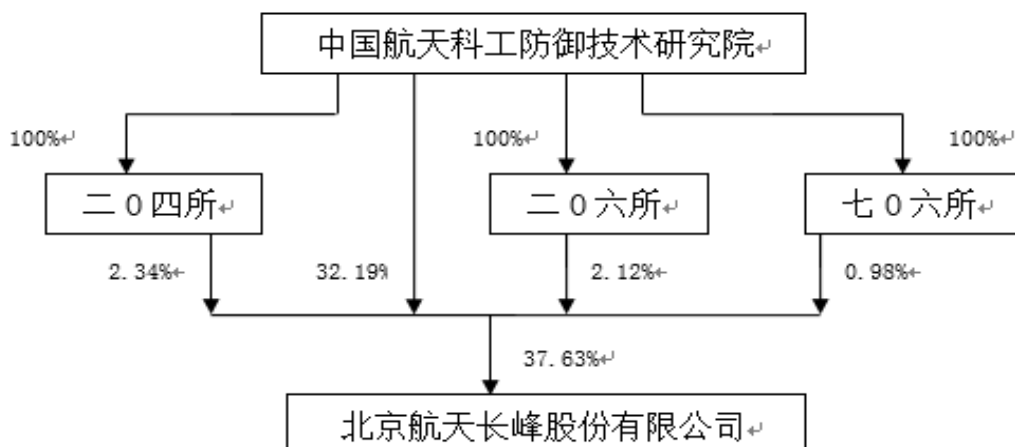 中国航天科工防御技术研究院
100% 100% 100%
二0四所 二0六所 七0六所
2.34% 32.19% 2.12% 0.98%
37.63%
北京航天长峰股份有限公司